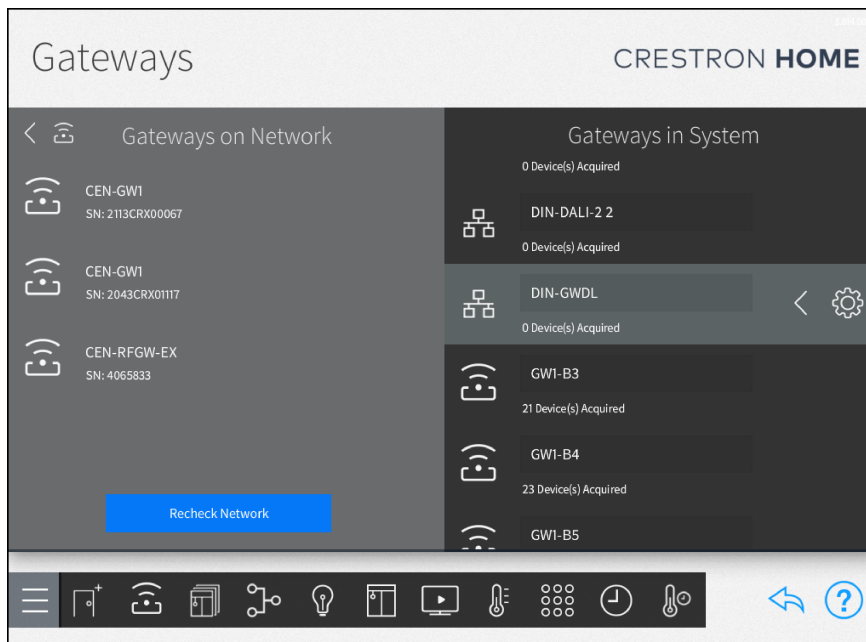 Gateways
CRESTRON HOME
Gateways on Network
CEN-GW1
SN: 2113CRX00067
CEN-GW1
SN: 2043CRX01117
CEN-RFGW-EX
SN: 4065833
Recheck Network
Gateways in System
0 Device(s) Acquired
DIN-DALI-2 2
0 Device(s) Acquired
DIN-GWDL
0 Device(s) Acquired
GW1-B3
21 Device(s) Acquired
GW1-B4
23 Device(s) Acquired
GW1-B5
?